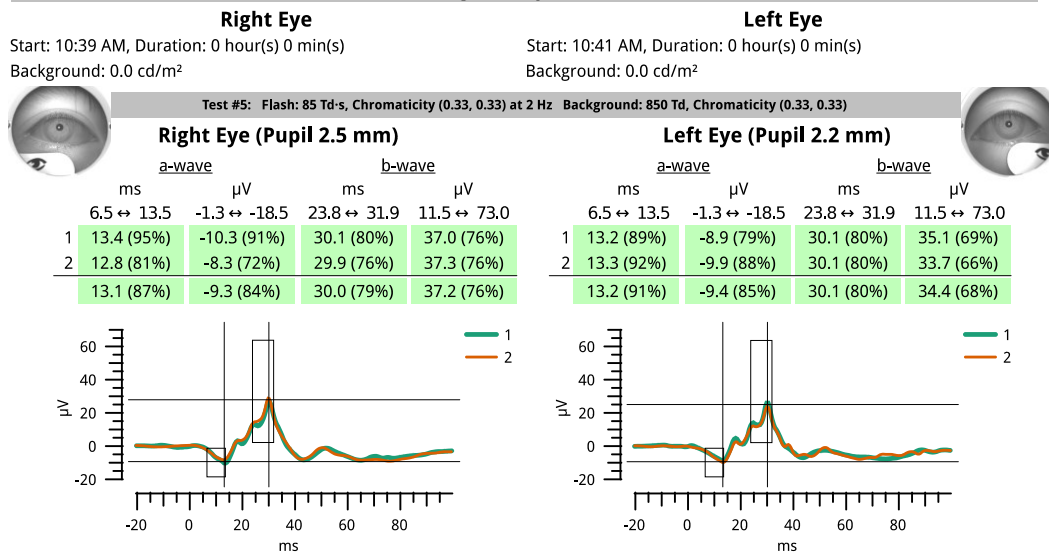 Right Eye
Start: 10:39 AM, Duration: 0 hour(s) 0 min(s)
Background: 0.0 cd/m²
Left Eye
Start: 10:41 AM, Duration: 0 hour(s) 0 min(s)
Background: 0.0 cd/m²
Test #5: Flash: 85 Td·s, Chromaticity (0.33, 0.33) at 2 Hz Background: 850 Td, Chromaticity (0.33, 0.33)
Right Eye (Pupil 2.5 mm)
a-wave b-wave
ms µV ms µV
6.5 ↔ 13.5 -1.3 ↔ -18.5 23.8 ↔ 31.9 11.5 ↔ 73.0
1 13.4 (95%) -10.3 (91%) 30.1 (80%) 37.0 (76%)
2 12.8 (81%) -8.3 (72%) 29.9 (76%) 37.3 (76%)
13.1 (87%) -9.3 (84%) 30.0 (79%) 37.2 (76%)
60
40
20
0
-20
µV
1
2
-20 0 20 40 60 80
ms
Left Eye (Pupil 2.2 mm)
a-wave b-wave
ms µV ms µV
6.5 ↔ 13.5 -1.3 ↔ -18.5 23.8 ↔ 31.9 11.5 ↔ 73.0
1 13.2 (89%) -8.9 (79%) 30.1 (80%) 35.1 (69%)
2 13.3 (92%) -9.9 (88%) 30.1 (80%) 33.7 (66%)
13.2 (91%) -9.4 (85%) 30.1 (80%) 34.4 (68%)
60
40
20
0
-20
µV
1
2
-20 0 20 40 60 80
ms